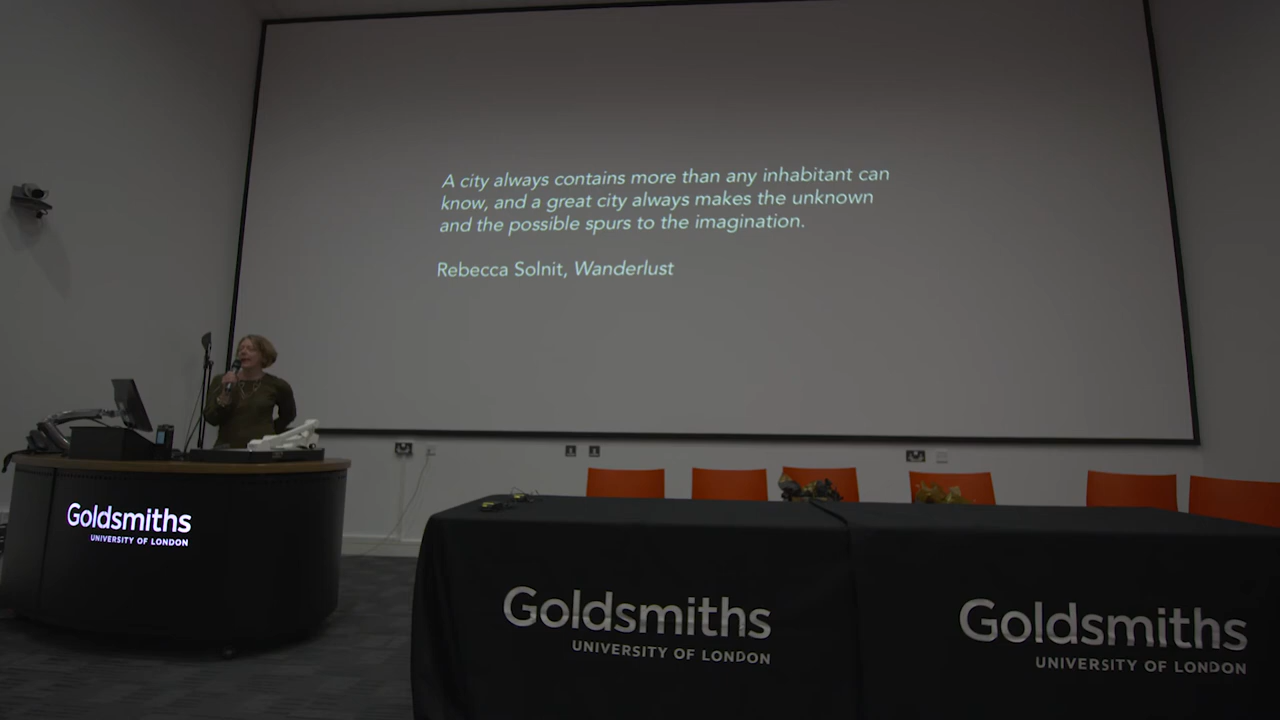 A city always contains more than any inhabitant can
know, and a great city always makes the unknown
and the possible spurs to the imagination.
Rebecca Solnit, Wanderlust
Goldsmiths
UNIVERSITY OF LONDON
Goldsmiths
UNIVERSITY OF LONDON
Goldsmiths
UNIVERSITY OF LONDON